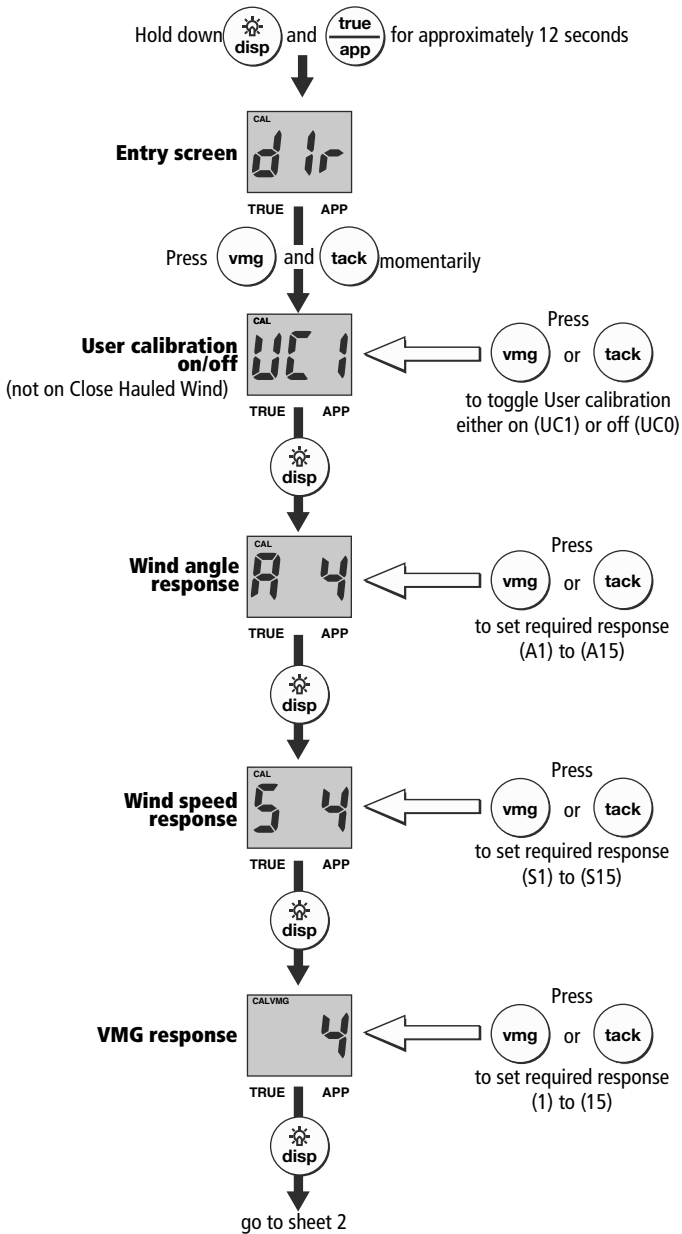 Hold down disp and true app for approximately 12 seconds
CAL
Entry screen d1r
TRUE APP
Press vmg and tack momentarily
CAL
User calibration on/off UC1
(not on Close Hauled Wind)
TRUE APP
Press
vmg or tack
to toggle User calibration
either on (UC1) or off (UC0)
disp
CAL
Wind angle response A 4
TRUE APP
Press
vmg or tack
to set required response
(A1) to (A15)
disp
CAL
Wind speed response S 4
TRUE APP
Press
vmg or tack
to set required response
(S1) to (S15)
disp
CALVMG
VMG response 4
TRUE APP
Press
vmg or tack
to set required response
(1) to (15)
disp
go to sheet 2